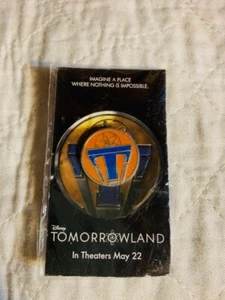 IMAGINE A PLACE
WHERE NOTHING IS IMPOSSIBLE.
T
Disney
TOMORROWLAND
In Theaters May 22